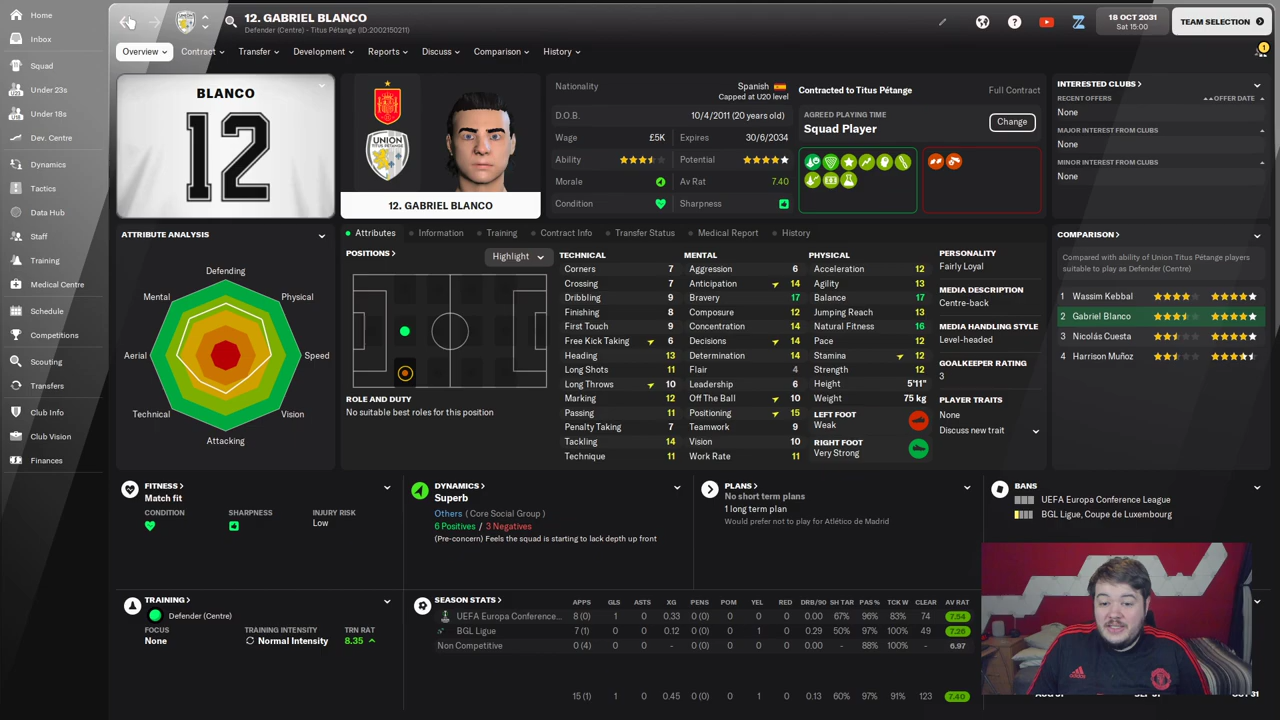 Home
Inbox
Squad
Under 23s
Under 18s
Dev. Centre
Dynamics
Tactics
Data Hub
Staff
Training
Medical Centre
Schedule
Competitions
Scouting
Transfers
Club Info
Club Vision
Finances
12. GABRIEL BLANCO
Defender (Centre) - Titus Pétange (ID:2002150211)
18 OCT 2031
Sat 15:00
TEAM SELECTION
Overview
Contract
Transfer
Development
Reports
Discuss
Comparison
History
1
BLANCO
12
UNION
TITUS
PÉTANGE
12. GABRIEL BLANCO
Nationality Spanish
Capped at U20 level
D.O.B. 10/4/2011 (20 years old)
Wage £5K Expires 30/6/2034
Ability Potential
Morale Av Rat 7.40
Condition Sharpness
Contracted to Titus Pétange Full Contract
AGREED PLAYING TIME
Squad Player
Change
INTERESTED CLUBS
RECENT OFFERS OFFER DATE
None
MAJOR INTEREST FROM CLUBS
None
MINOR INTEREST FROM CLUBS
None
ATTRIBUTE ANALYSIS
Defending
Physical
Speed
Vision
Attacking
Technical
Aerial
Mental
Attributes
Information
Training
Contract Info
Transfer Status
Medical Report
History
POSITIONS
Highlight
ROLE AND DUTY
No suitable best roles for this position
TECHNICAL
Corners 7
Crossing 7
Dribbling 9
Finishing 8
First Touch 9
Free Kick Taking 6
Heading 13
Long Shots 11
Long Throws 10
Marking 12
Passing 11
Penalty Taking 7
Tackling 14
Technique 11
MENTAL
Aggression 6
Anticipation 14
Bravery 17
Composure 12
Concentration 14
Decisions 14
Determination 14
Flair 4
Leadership 6
Off The Ball 10
Positioning 15
Teamwork 9
Vision 10
Work Rate 11
PHYSICAL
Acceleration 12
Agility 13
Balance 17
Jumping Reach 13
Natural Fitness 16
Pace 12
Stamina 12
Strength 12
Height 5'11"
Weight 75 kg
LEFT FOOT
Weak
RIGHT FOOT
Very Strong
PERSONALITY
Fairly Loyal
MEDIA DESCRIPTION
Centre-back
MEDIA HANDLING STYLE
Level-headed
GOALKEEPER RATING
3
PLAYER TRAITS
None
Discuss new trait
COMPARISON
Compared with ability of Union Titus Pétange players
suitable to play as Defender (Centre)
1 Wassim Kebbal
2 Gabriel Blanco
3 Nicolás Cuesta
4 Harrison Muñoz
FITNESS
Match fit
CONDITION SHARPNESS INJURY RISK
Low
DYNAMICS
Superb
Others ( Core Social Group )
6 Positives / 3 Negatives
(Pre-concern) Feels the squad is starting to lack depth up front
PLANS
No short term plans
1 long term plan
Would prefer not to play for Atlético de Madrid
BANS
UEFA Europa Conference League
BGL Ligue, Coupe de Luxembourg
TRAINING
Defender (Centre)
FOCUS TRAINING INTENSITY TRN RAT
None Normal Intensity 8.35
SEASON STATS APPS GLS ASTS XG PENS POM YEL RED DRB/90 SH TAR PAS % TCK W CLEAR AV RAT
UEFA Europa Conference... 8 (0) 1 0 0.33 0 (0) 0 0 0 0.00 67% 96% 83% 74 7.54
BGL Ligue 7 (1) 0 0 0.12 0 (0) 0 1 0 0.29 50% 97% 100% 49 7.26
Non Competitive 0 (4) 0 0 - 0 (0) 0 0 0 0.00 - 88% 100% - 6.97
15 (1) 1 0 0.45 0 (0) 0 1 0 0.13 60% 97% 91% 123 7.40
OCT 31